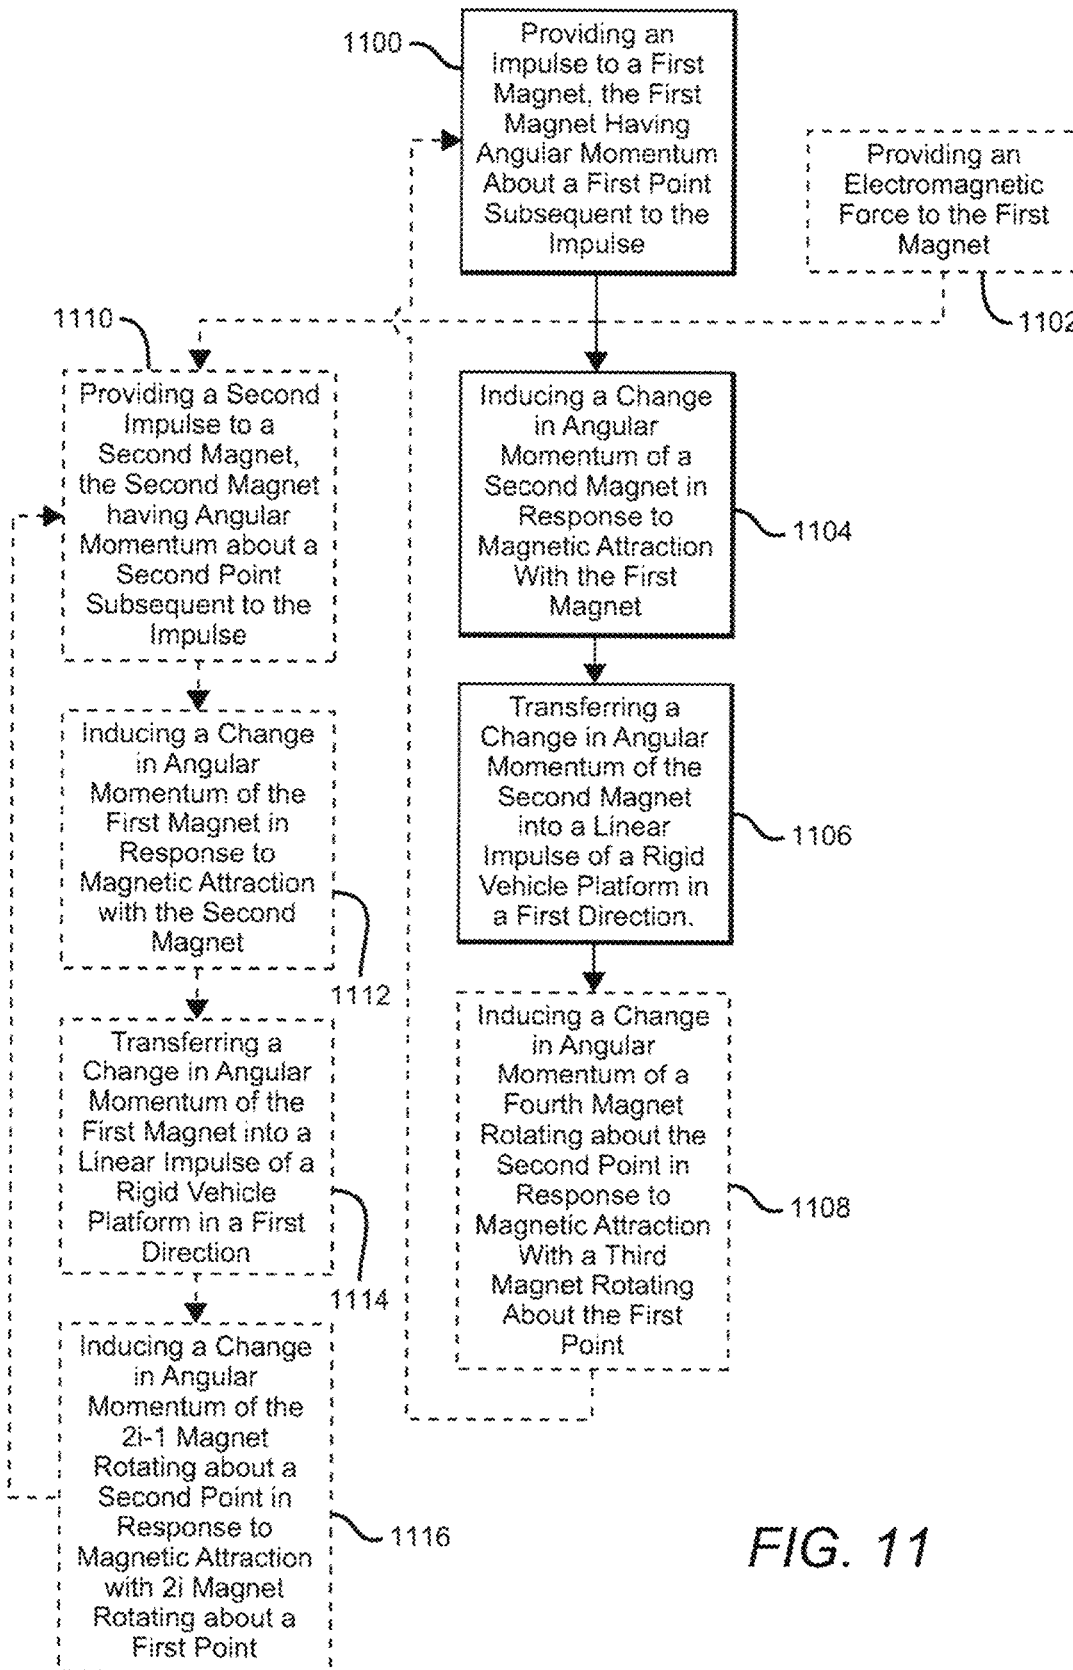 1100
Providing an
Impulse to a First
Magnet, the First
Magnet Having
Angular Momentum
About a First Point
Subsequent to the
Impulse
Providing an
Electromagnetic
Force to the First
Magnet
1102
1110
Providing a Second
Impulse to a
Second Magnet,
the Second Magnet
having Angular
Momentum about a
Second Point
Subsequent to the
Impulse
Inducing a Change
in Angular
Momentum of a
Second Magnet in
Response to
Magnetic Attraction
With the First
Magnet
1104
Inducing a Change
in Angular
Momentum of the
First Magnet in
Response to
Magnetic Attraction
with the Second
Magnet
1112
Transferring a
Change in Angular
Momentum of the
Second Magnet
into a Linear
Impulse of a Rigid
Vehicle Platform in
a First Direction.
1106
Transferring a
Change in Angular
Momentum of the
First Magnet into a
Linear Impulse of a
Rigid Vehicle
Platform in a First
Direction
1114
Inducing a Change
in Angular
Momentum of a
Fourth Magnet
Rotating about the
Second Point in
Response to
Magnetic Attraction
With a Third
Magnet Rotating
About the First
Point
1108
Inducing a Change
in Angular
Momentum of the
2i-1 Magnet
Rotating about a
Second Point in
Response to
Magnetic Attraction
with 2i Magnet
Rotating about a
First Point
1116
FIG. 11